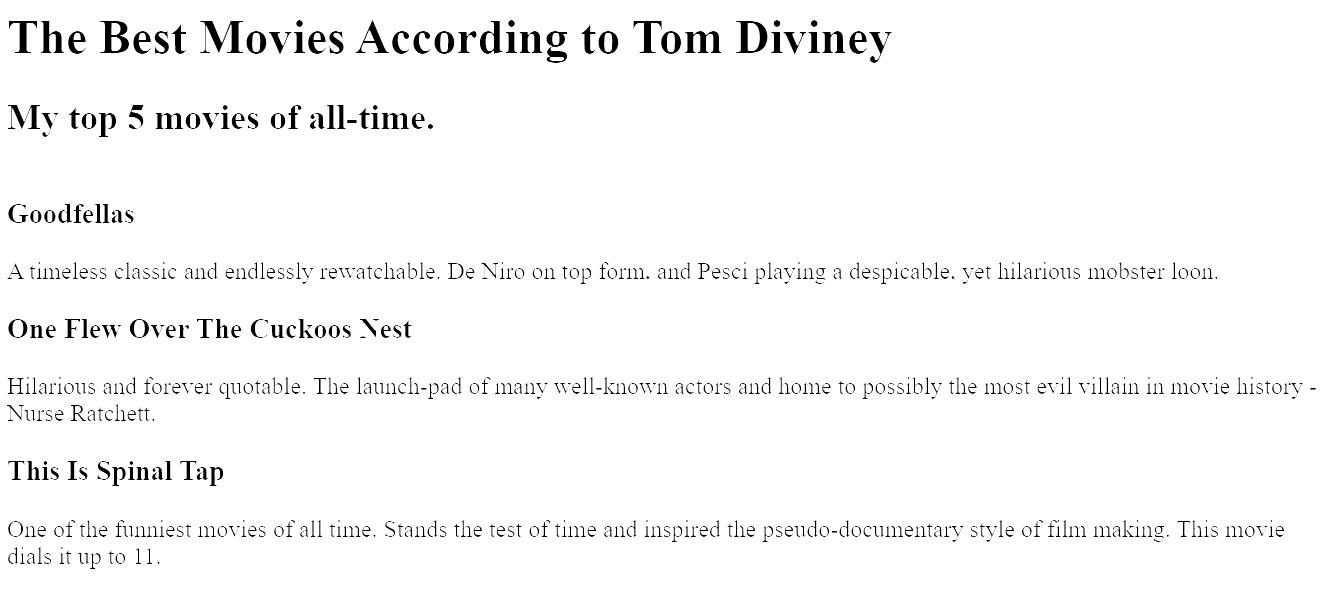 The Best Movies According to Tom Diviney
My top 5 movies of all-time.
Goodfellas
A timeless classic and endlessly rewatchable. De Niro on top form, and Pesci playing a despicable, yet hilarious mobster loon.
One Flew Over The Cuckoos Nest
Hilarious and forever quotable. The launch-pad of many well-known actors and home to possibly the most evil villain in movie history -
Nurse Ratchett.
This Is Spinal Tap
One of the funniest movies of all time. Stands the test of time and inspired the pseudo-documentary style of film making. This movie
dials it up to 11.